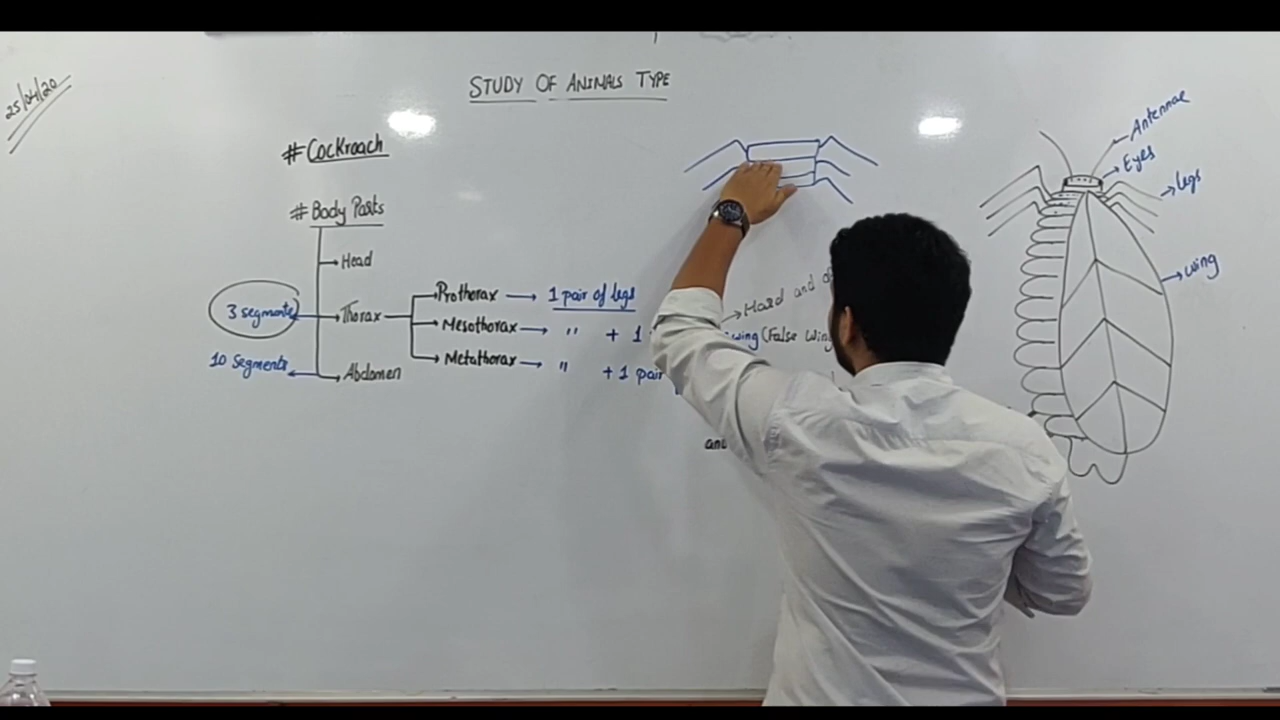 25/04/20
STUDY OF ANIMALS TYPE
# Cockroach
# Body Parts
Head
3 segments
Thorax
Prothorax → 1 pair of legs
Mesothorax → " + 1
wing (False wing
Metathorax → " + 1 pair
10 segments
Abdomen
Hard and
Antennae
Eyes
legs
wing